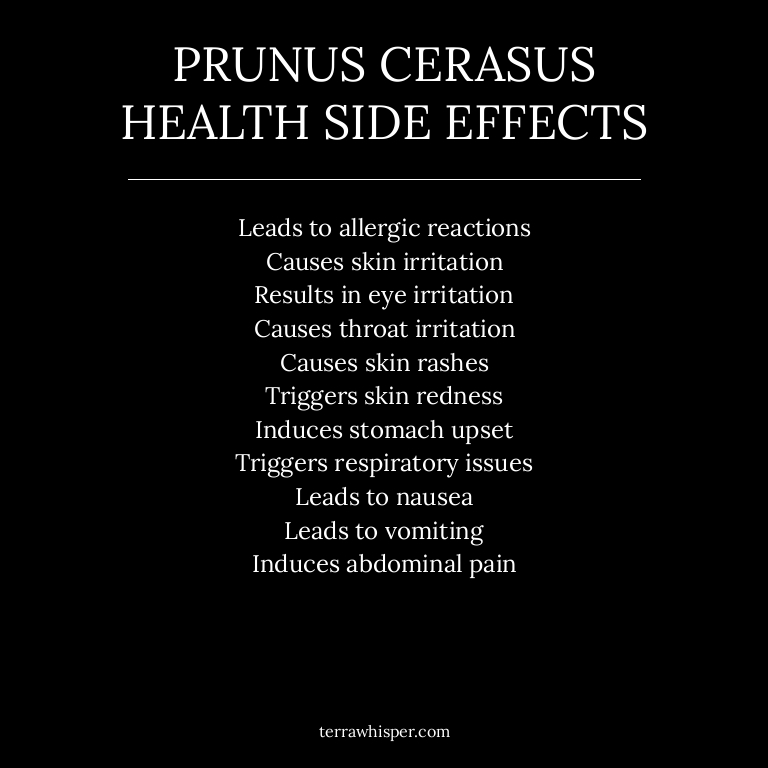 PRUNUS CERASUS
HEALTH SIDE EFFECTS
Leads to allergic reactions
Causes skin irritation
Results in eye irritation
Causes throat irritation
Causes skin rashes
Triggers skin redness
Induces stomach upset
Triggers respiratory issues
Leads to nausea
Leads to vomiting
Induces abdominal pain
terrawhisper.com